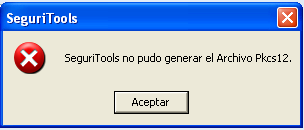 SeguriTools
SeguriTools no pudo generar el Archivo Pkcs12.
Aceptar